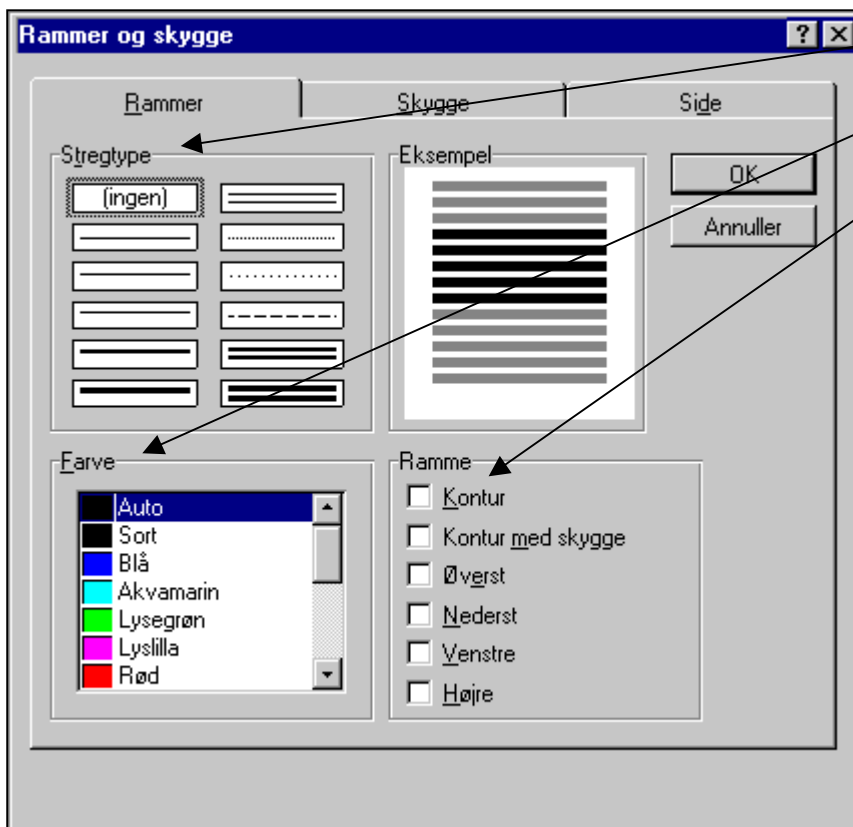 Rammer og skygge
Rammer
Skygge
Side
Stregtype
(ingen)
Eksempel
OK
Annuller
Farve
Auto
Sort
Blå
Akvamarin
Lysegrøn
Lyslilla
Rød
Ramme
Kontur
Kontur med skygge
Øverst
Nederst
Venstre
Højre